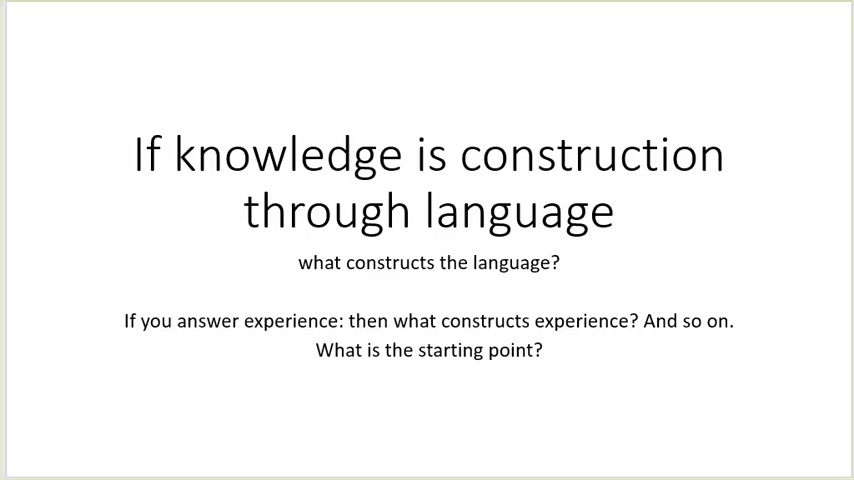 If knowledge is construction
through language
what constructs the language?
If you answer experience: then what constructs experience? And so on.
What is the starting point?